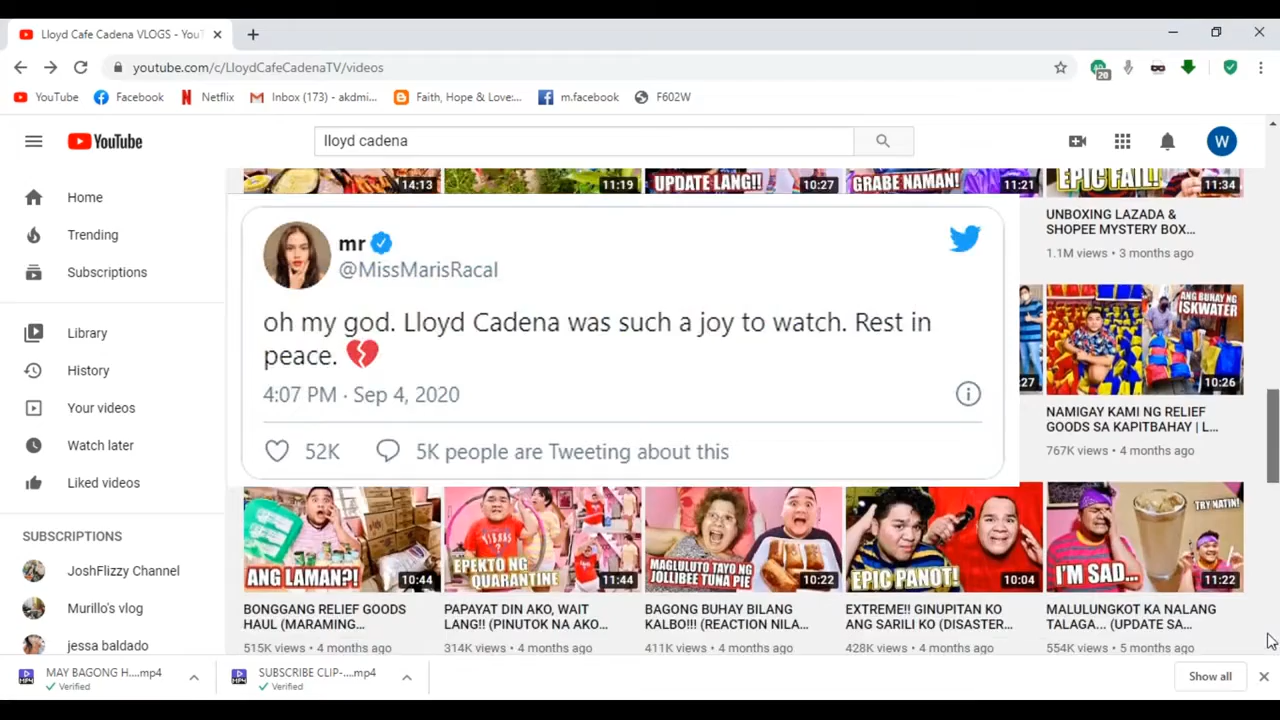 Lloyd Cafe Cadena VLOGS - YouT
youtube.com/c/LloydCafeCadenaTV/videos
20
YouTube
Facebook
Netflix
Inbox (173) - akdmi...
Faith, Hope & Love:...
m.facebook
F602W
YouTube
lloyd cadena
W
Home
Trending
Subscriptions
Library
History
Your videos
Watch later
Liked videos
SUBSCRIPTIONS
JoshFlizzy Channel
Murillo's vlog
jessa baldado
14:13
11:19
UPDATE LANG!!
10:27
GRABE NAMAN!
11:21
EPIC FAIL!
11:34
UNBOXING LAZADA &
SHOPEE MYSTERY BOX...
1.1M views • 3 months ago
mr
@MissMarisRacal
oh my god. Lloyd Cadena was such a joy to watch. Rest in
peace. 💔
4:07 PM · Sep 4, 2020
52K
5K people are Tweeting about this
:27
ANG BUHAY NG
ISKWATER
10:26
NAMIGAY KAMI NG RELIEF
GOODS SA KAPITBAHAY | L...
767K views • 4 months ago
ANG LAMAN?!
10:44
BONGGANG RELIEF GOODS
HAUL (MARAMING...
515K views • 4 months ago
EPEKTO NG
QUARANTINE
11:44
PAPAYAT DIN AKO, WAIT
LANG!! (PINUTOK NA AKO...
314K views • 4 months ago
MAGLULUTO TAYO NG
JOLLIBEE TUNA PIE
10:22
BAGONG BUHAY BILANG
KALBO!!! (REACTION NILA...
411K views • 4 months ago
EPIC PANOT!
10:04
EXTREME!! GINUPITAN KO
ANG SARILI KO (DISASTER...
428K views • 4 months ago
TRY NATIN!
I'M SAD...
11:22
MALULUNGKOT KA NALANG
TALAGA... (UPDATE SA...
554K views • 5 months ago
MAY BAGONG H....mp4
Verified
SUBSCRIBE CLIP-....mp4
Verified
Show all